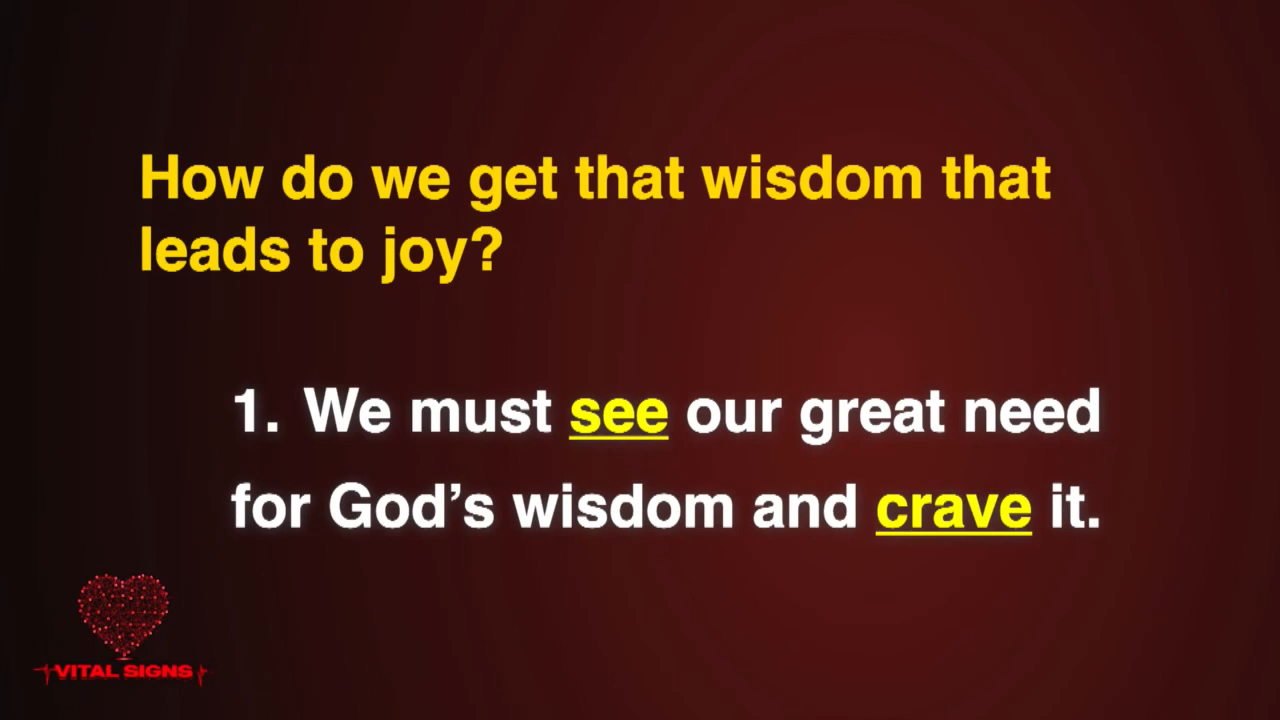 How do we get that wisdom that
leads to joy?
1. We must see our great need
for God’s wisdom and crave it.
VITAL SIGNS